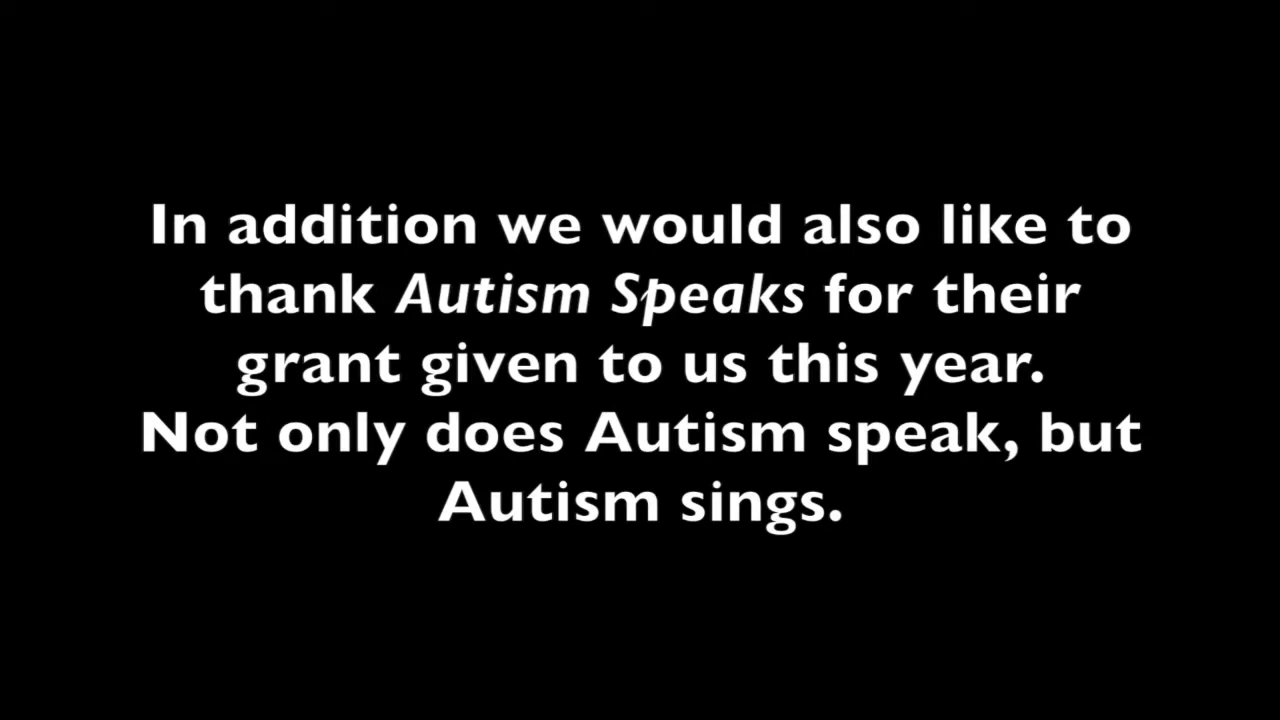 In addition we would also like to
thank Autism Speaks for their
grant given to us this year.
Not only does Autism speak, but
Autism sings.